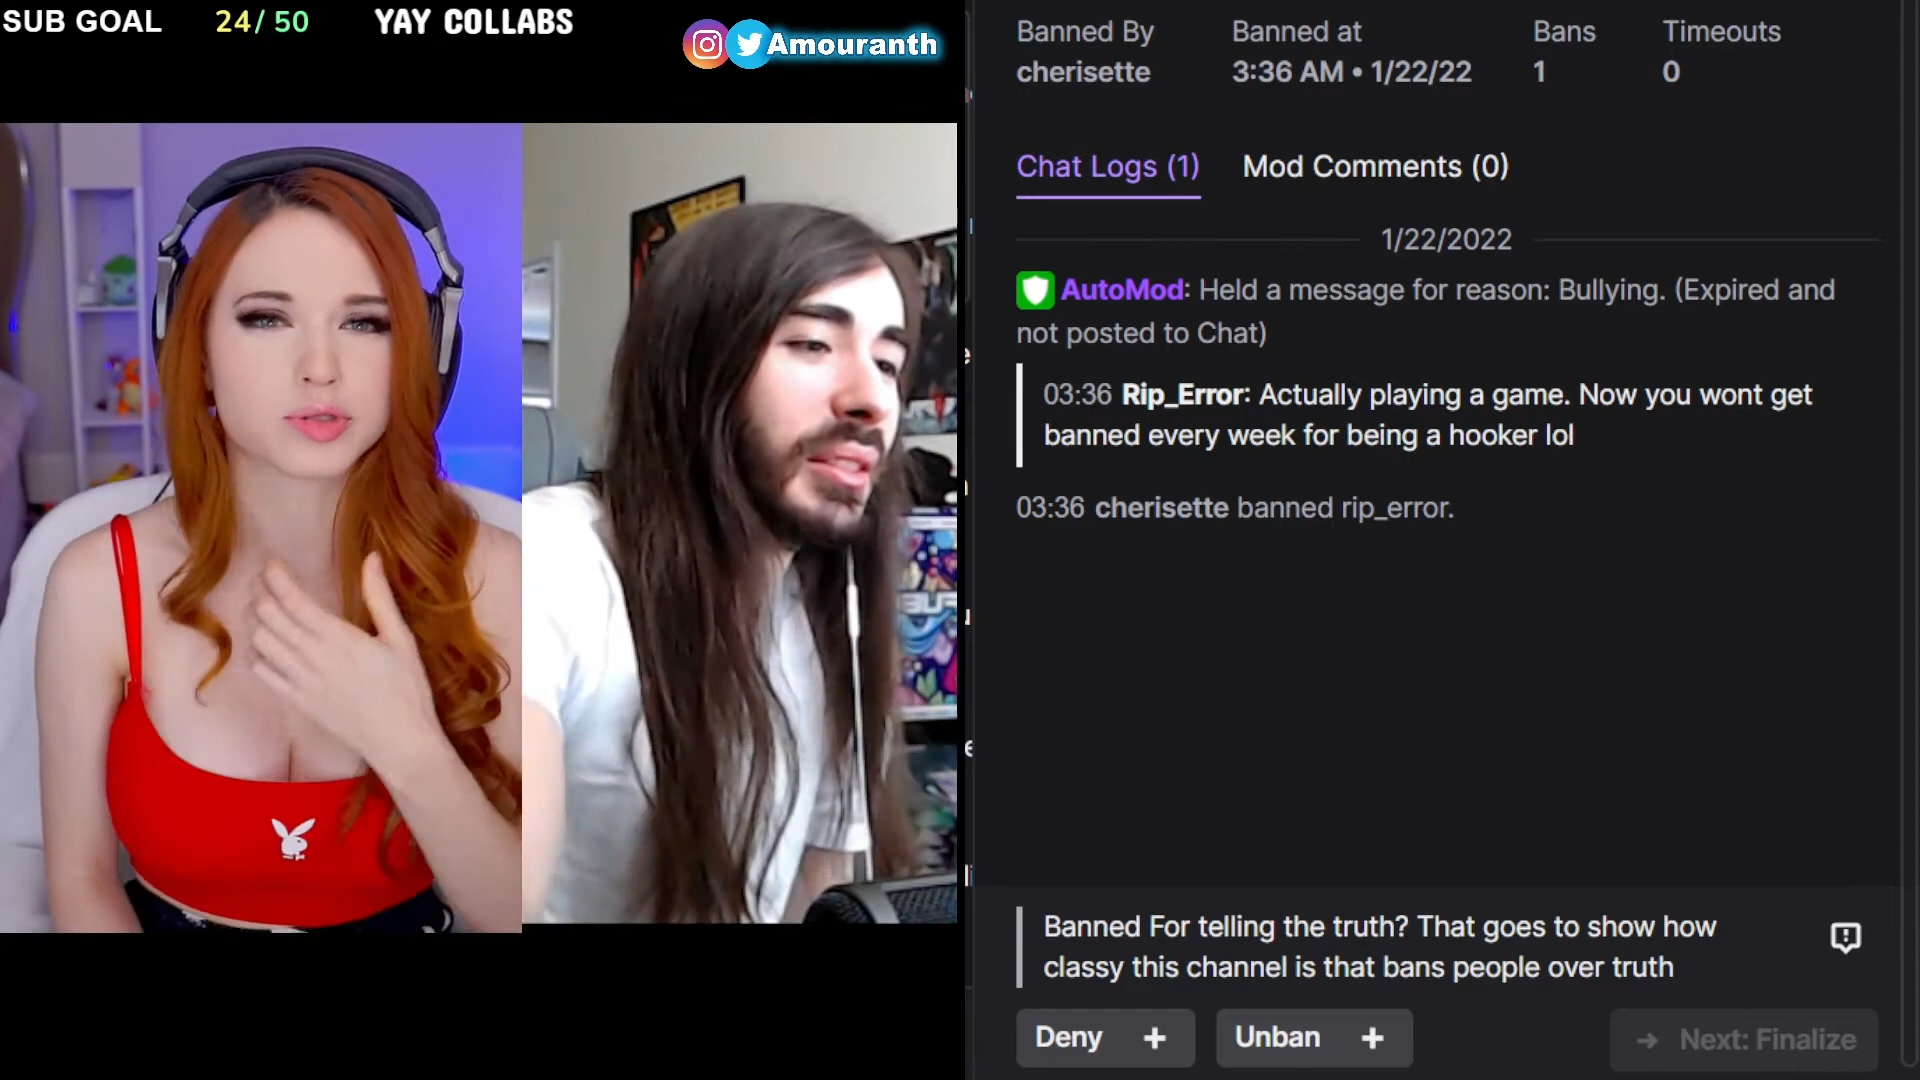 SUB GOAL 24/ 50 YAY COLLABS
Amouranth
Banned By Banned at Bans Timeouts
cherisette 3:36 AM • 1/22/22 1 0
Chat Logs (1) Mod Comments (0)
1/22/2022
AutoMod: Held a message for reason: Bullying. (Expired and
not posted to Chat)
03:36 Rip_Error: Actually playing a game. Now you wont get
banned every week for being a hooker lol
03:36 cherisette banned rip_error.
Banned For telling the truth? That goes to show how
classy this channel is that bans people over truth
Deny + Unban + → Next: Finalize